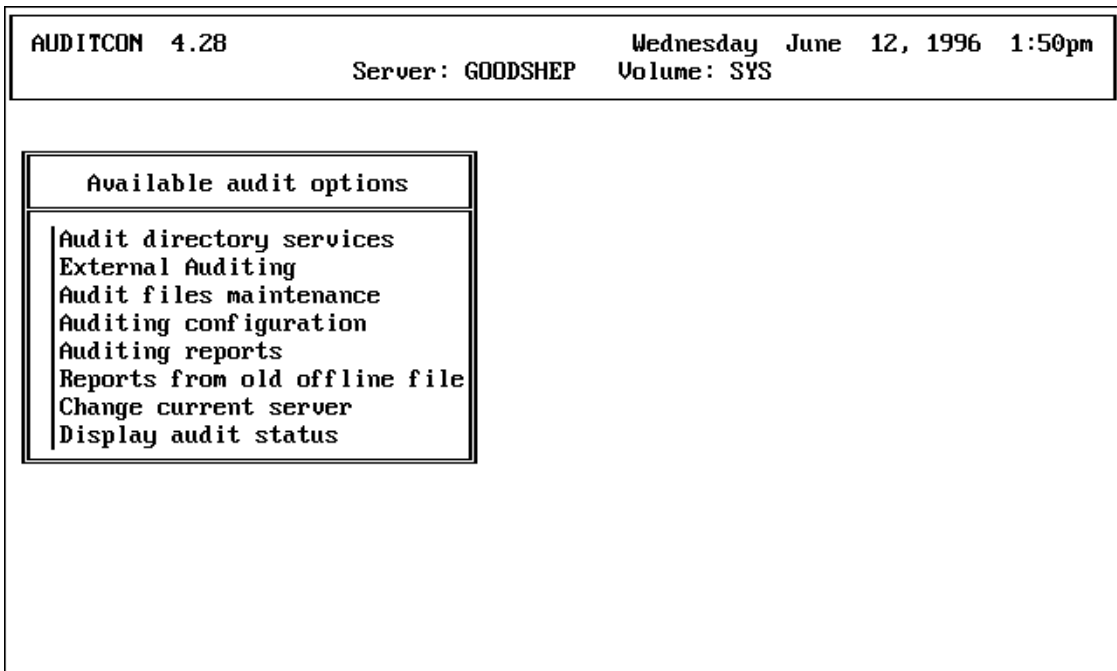 AUDITCON 4.28 Wednesday June 12, 1996 1:50pm
Server: GOODSHEP Volume: SYS
Available audit options
Audit directory services
External Auditing
Audit files maintenance
Auditing configuration
Auditing reports
Reports from old offline file
Change current server
Display audit status